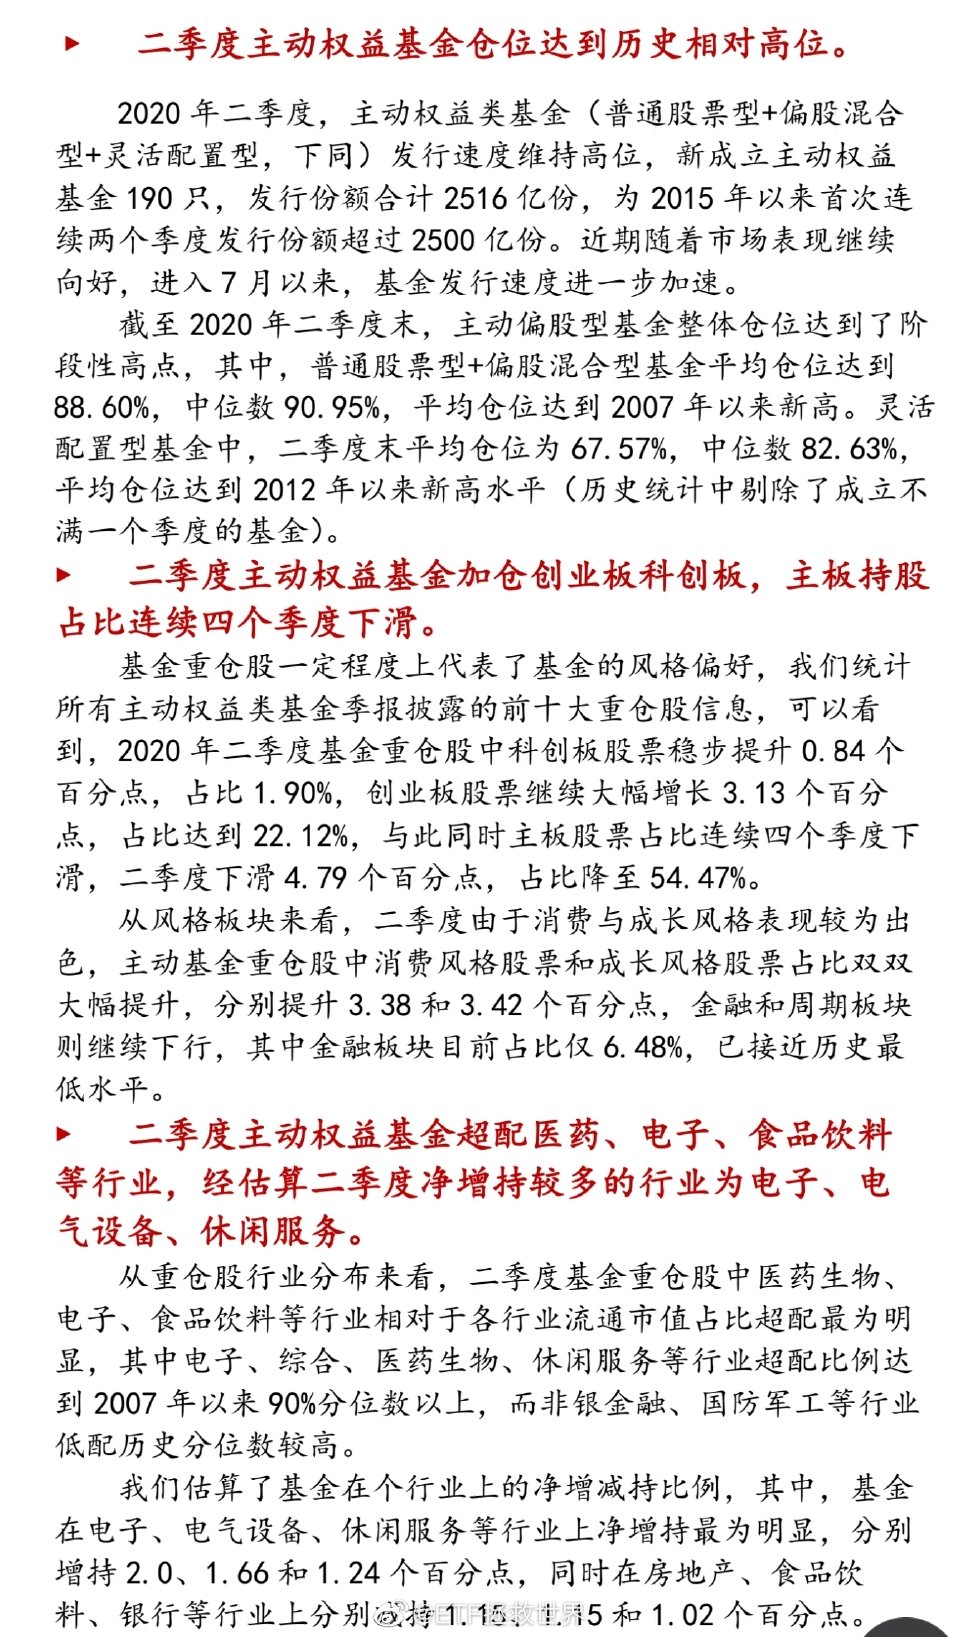 ▶ 二季度主动权益基金仓位达到历史相对高位。
2020 年二季度，主动权益类基金（普通股票型+偏股混合
型+灵活配置型，下同）发行速度维持高位，新成立主动权益
基金 190 只，发行份额合计 2516 亿份，为 2015 年以来首次连
续两个季度发行份额超过 2500 亿份。近期随着市场表现继续
向好，进入 7 月以来，基金发行速度进一步加速。
截至 2020 年二季度末，主动偏股型基金整体仓位达到了阶
段性高点，其中，普通股票型+偏股混合型基金平均仓位达到
88.60%，中位数 90.95%，平均仓位达到 2007 年以来新高。灵活
配置型基金中，二季度末平均仓位为 67.57%，中位数 82.63%，
平均仓位达到 2012 年以来新高水平（历史统计中剔除了成立不
满一个季度的基金）。
▶ 二季度主动权益基金加仓创业板科创板，主板持股
占比连续四个季度下滑。
基金重仓股一定程度上代表了基金的风格偏好，我们统计
所有主动权益类基金季报披露的前十大重仓股信息，可以看
到，2020 年二季度基金重仓股中科创板股票稳步提升 0.84 个
百分点，占比 1.90%，创业板股票继续大幅增长 3.13 个百分
点，占比达到 22.12%，与此同时主板股票占比连续四个季度下
滑，二季度下滑 4.79 个百分点，占比降至 54.47%。
从风格板块来看，二季度由于消费与成长风格表现较为出
色，主动基金重仓股中消费风格股票和成长风格股票占比双双
大幅提升，分别提升 3.38 和 3.42 个百分点，金融和周期板块
则继续下行，其中金融板块目前占比仅 6.48%，已接近历史最
低水平。
▶ 二季度主动权益基金超配医药、电子、食品饮料
等行业，经估算二季度净增持较多的行业为电子、电
气设备、休闲服务。
从重仓股行业分布来看，二季度基金重仓股中医药生物、
电子、食品饮料等行业相对于各行业流通市值占比超配最为明
显，其中电子、综合、医药生物、休闲服务等行业超配比例达
到 2007 年以来 90%分位数以上，而非银金融、国防军工等行业
低配历史分位数较高。
我们估算了基金在个行业上的净增减持比例，其中，基金
在电子、电气设备、休闲服务等行业上净增持最为明显，分别
增持 2.0、1.66 和 1.24 个百分点，同时在房地产、食品饮
料、银行等行业上分别减持 15 和 1.02 个百分点。
@ETF拯救世界